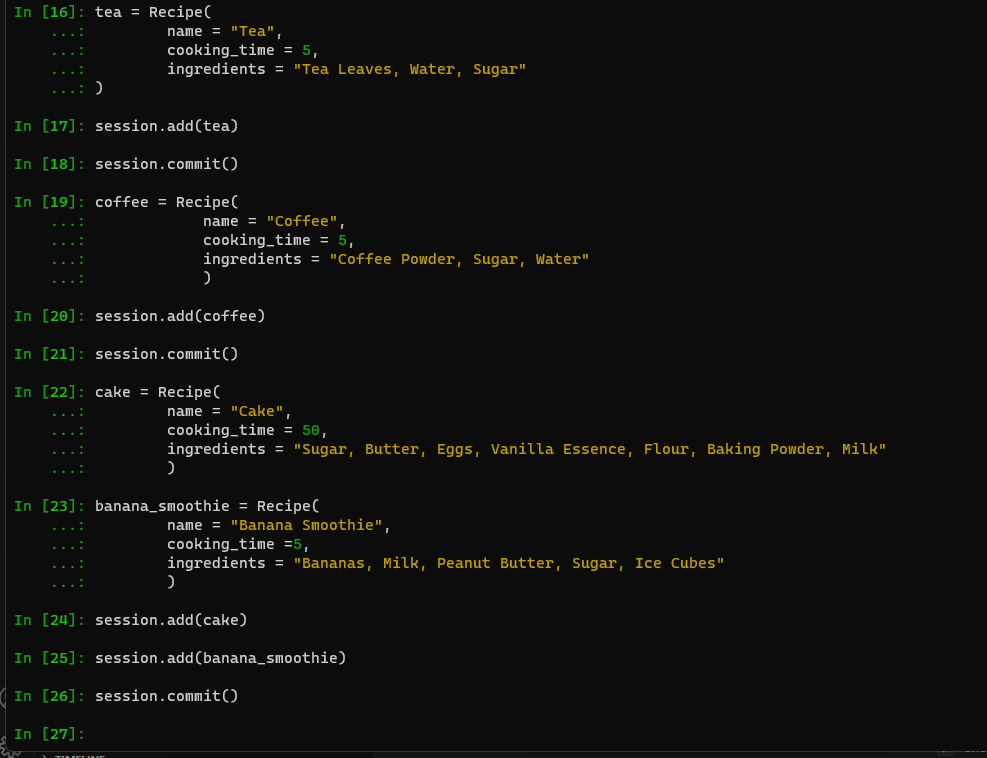 In [16]: tea = Recipe(
    ...:         name = "Tea",
    ...:         cooking_time = 5,
    ...:         ingredients = "Tea Leaves, Water, Sugar"
    ...: )
In [17]: session.add(tea)
In [18]: session.commit()
In [19]: coffee = Recipe(
    ...:             name = "Coffee",
    ...:             cooking_time = 5,
    ...:             ingredients = "Coffee Powder, Sugar, Water"
    ...:             )
In [20]: session.add(coffee)
In [21]: session.commit()
In [22]: cake = Recipe(
    ...:         name = "Cake",
    ...:         cooking_time = 50,
    ...:         ingredients = "Sugar, Butter, Eggs, Vanilla Essence, Flour, Baking Powder, Milk"
    ...:         )
In [23]: banana_smoothie = Recipe(
    ...:         name = "Banana Smoothie",
    ...:         cooking_time =5,
    ...:         ingredients = "Bananas, Milk, Peanut Butter, Sugar, Ice Cubes"
    ...:         )
In [24]: session.add(cake)
In [25]: session.add(banana_smoothie)
In [26]: session.commit()
In [27]: